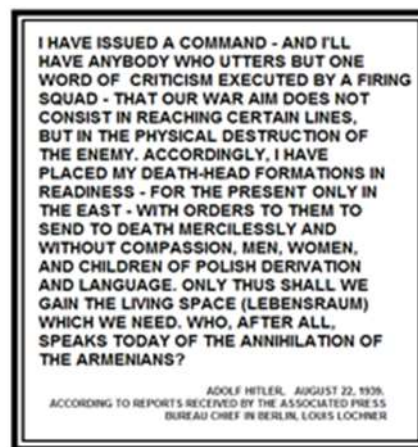 I HAVE ISSUED A COMMAND - AND I'LL
HAVE ANYBODY WHO UTTERS BUT ONE
WORD OF CRITICISM EXECUTED BY A FIRING
SQUAD - THAT OUR WAR AIM DOES NOT
CONSIST IN REACHING CERTAIN LINES,
BUT IN THE PHYSICAL DESTRUCTION OF
THE ENEMY. ACCORDINGLY, I HAVE
PLACED MY DEATH-HEAD FORMATIONS IN
READINESS - FOR THE PRESENT ONLY IN
THE EAST - WITH ORDERS TO THEM TO
SEND TO DEATH MERCILESSLY AND
WITHOUT COMPASSION, MEN, WOMEN,
AND CHILDREN OF POLISH DERIVATION
AND LANGUAGE. ONLY THUS SHALL WE
GAIN THE LIVING SPACE (LEBENSRAUM)
WHICH WE NEED. WHO, AFTER ALL,
SPEAKS TODAY OF THE ANNIHILATION OF
THE ARMENIANS?
ADOLF HITLER, AUGUST 22, 1939.
ACCORDING TO REPORTS RECEIVED BY THE ASSOCIATED PRESS
BUREAU CHIEF IN BERLIN, LOUIS LOCHNER